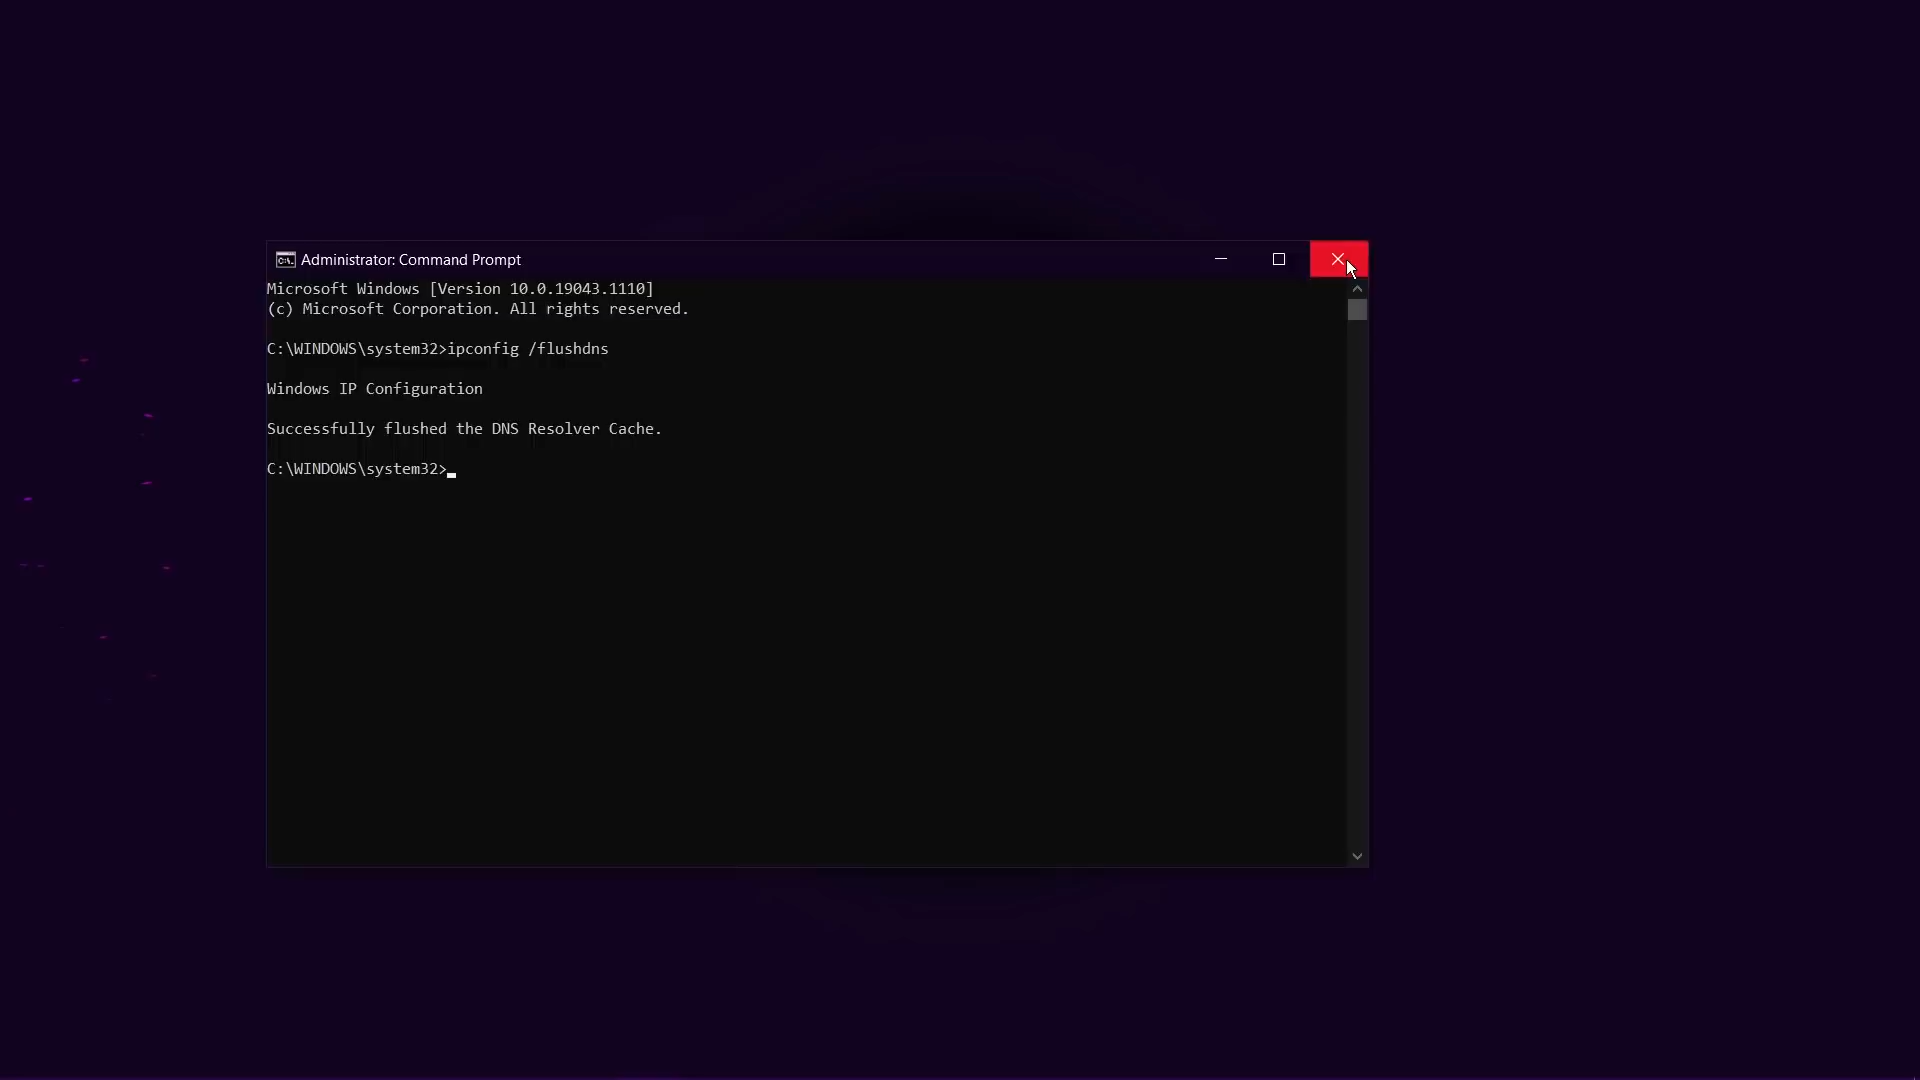 Administrator: Command Prompt
Microsoft Windows [Version 10.0.19043.1110]
(c) Microsoft Corporation. All rights reserved.
C:\WINDOWS\system32>ipconfig /flushdns
Windows IP Configuration
Successfully flushed the DNS Resolver Cache.
C:\WINDOWS\system32>